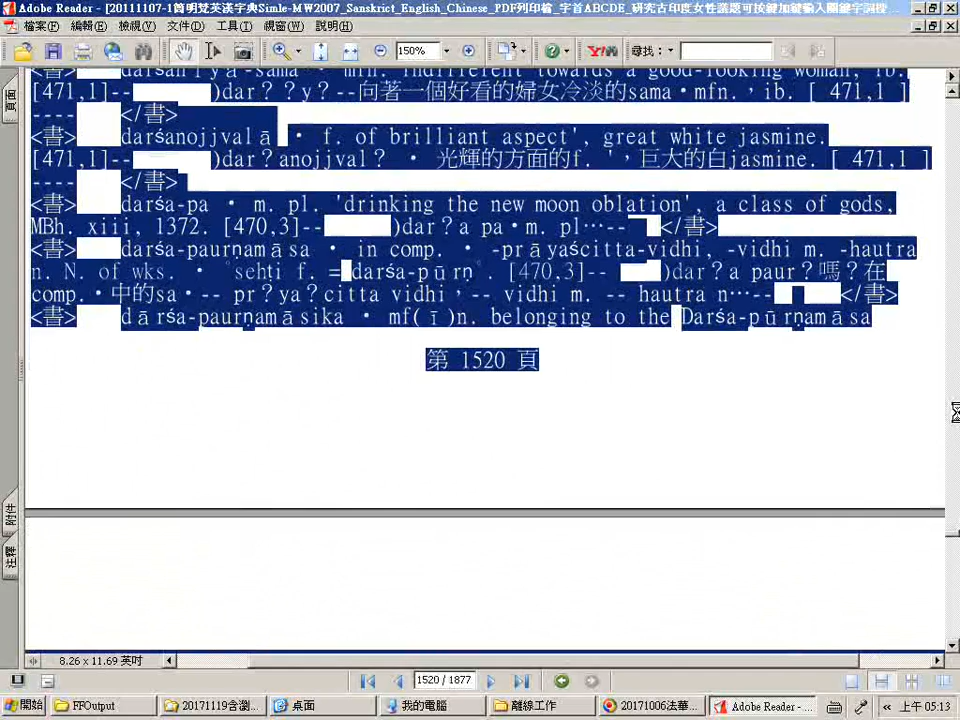 Adobe Reader - [20111107-1簡明梵英漢字典Simle-MW2007_Sanskrict_English_Chinese_PDF列印檔_字首ABCDE_研究古印度女性議題可按鍵加鍵輸入關鍵字詞搜
檔案(F) 編輯(E) 檢視(V) 文件(D) 工具(T) 視窗(W) 說明(H)
150% 尋找:
頁面
[471,1]-- )dar??y?--向著一個好看的婦女冷淡的sama・mfn.,ib. [ 471,1 ]
---- </書>
<書> darśanojjvalā ・ f. of brilliant aspect', great white jasmine.
[471,1]-- )dar?anojjval? ・ 光輝的方面的f. ',巨大的白jasmine. [ 471,1 ]
---- </書>
<書> darśa-pa ・ m. pl. 'drinking the new moon oblation', a class of gods,
MBh. xiii, 1372. [470,3]-- )dar?a pa・m. pl…-- </書>
<書> darśa-paurṇamāsa ・ in comp. ・ -prāyaścitta-vidhi, -vidhi m. -hautra
n. N. of wks. ・ °sehti f. = darśa-pūrṇ°. [470,3]-- )dar?a paur?嗎?在
comp.・中的sa・-- pr?ya?citta vidhi,-- vidhi m. -- hautra n…-- </書>
<書> dārśa-paurṇamāsika ・ mf(ī)n. belonging to the Darśa-pūrṇamāsa
第 1520 頁
附件
注釋
8.26 x 11.69 英吋
1520 / 1877
開始 FFOutput 20171119含瀏... 桌面 我的電腦 離線工作 20171006法華... Adobe Reader -... 上午 05:13